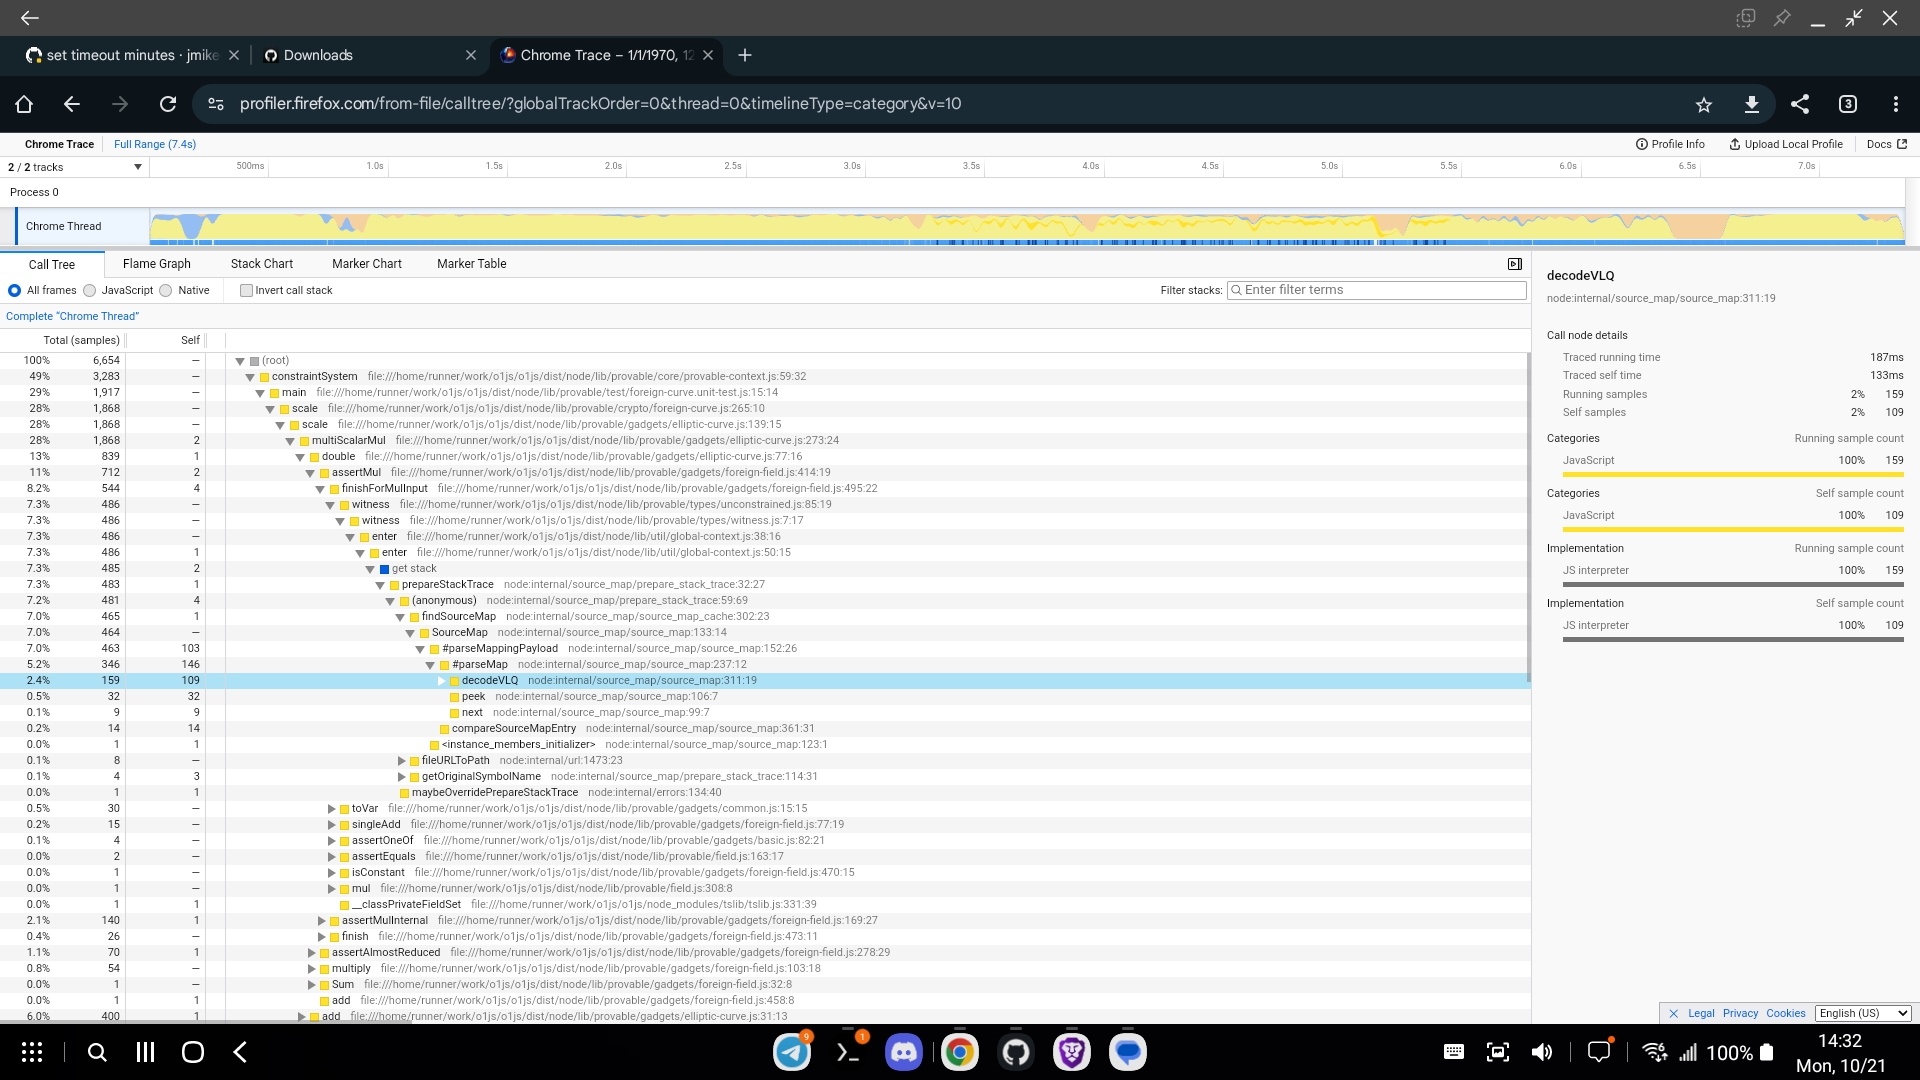 set timeout minutes · jmike
Downloads
Chrome Trace – 1/1/1970, 12
profiler.firefox.com/from-file/calltree/?globalTrackOrder=0&thread=0&timelineType=category&v=10
3
Chrome Trace Full Range (7.4s) Profile Info Upload Local Profile Docs
2 / 2 tracks 500ms 1.0s 1.5s 2.0s 2.5s 3.0s 3.5s 4.0s 4.5s 5.0s 5.5s 6.0s 6.5s 7.0s
Process 0
Chrome Thread
Call Tree Flame Graph Stack Chart Marker Chart Marker Table
All frames JavaScript Native Invert call stack Filter stacks: Enter filter terms
Complete “Chrome Thread”
Total (samples) Self
100% 6,654 — (root)
49% 3,283 — constraintSystem file:///home/runner/work/o1js/o1js/dist/node/lib/provable/core/provable-context.js:59:32
29% 1,917 — main file:///home/runner/work/o1js/o1js/dist/node/lib/provable/test/foreign-curve.unit-test.js:15:14
28% 1,868 — scale file:///home/runner/work/o1js/o1js/dist/node/lib/provable/crypto/foreign-curve.js:265:10
28% 1,868 — scale file:///home/runner/work/o1js/o1js/dist/node/lib/provable/gadgets/elliptic-curve.js:139:15
28% 1,868 2 multiScalarMul file:///home/runner/work/o1js/o1js/dist/node/lib/provable/gadgets/elliptic-curve.js:273:24
13% 839 1 double file:///home/runner/work/o1js/o1js/dist/node/lib/provable/gadgets/elliptic-curve.js:77:16
11% 712 2 assertMul file:///home/runner/work/o1js/o1js/dist/node/lib/provable/gadgets/foreign-field.js:414:19
8.2% 544 4 finishForMulInput file:///home/runner/work/o1js/o1js/dist/node/lib/provable/gadgets/foreign-field.js:495:22
7.3% 486 — witness file:///home/runner/work/o1js/o1js/dist/node/lib/provable/types/unconstrained.js:85:19
7.3% 486 — witness file:///home/runner/work/o1js/o1js/dist/node/lib/provable/types/witness.js:7:17
7.3% 486 — enter file:///home/runner/work/o1js/o1js/dist/node/lib/util/global-context.js:38:16
7.3% 486 1 enter file:///home/runner/work/o1js/o1js/dist/node/lib/util/global-context.js:50:15
7.3% 485 2 get stack
7.3% 483 1 prepareStackTrace node:internal/source_map/prepare_stack_trace:32:27
7.2% 481 4 (anonymous) node:internal/source_map/prepare_stack_trace:59:69
7.0% 465 1 findSourceMap node:internal/source_map/source_map_cache:302:23
7.0% 464 — SourceMap node:internal/source_map/source_map:133:14
7.0% 463 103 #parseMappingPayload node:internal/source_map/source_map:152:26
5.2% 346 146 #parseMap node:internal/source_map/source_map:237:12
2.4% 159 109 decodeVLQ node:internal/source_map/source_map:311:19
0.5% 32 32 peek node:internal/source_map/source_map:106:7
0.1% 9 9 next node:internal/source_map/source_map:99:7
0.2% 14 14 compareSourceMapEntry node:internal/source_map/source_map:361:31
0.0% 1 1 <instance_members_initializer> node:internal/source_map/source_map:123:1
0.1% 8 — fileURLToPath node:internal/url:1473:23
0.1% 4 3 getOriginalSymbolName node:internal/source_map/prepare_stack_trace:114:31
0.0% 1 1 maybeOverridePrepareStackTrace node:internal/errors:134:40
0.5% 30 — toVar file:///home/runner/work/o1js/o1js/dist/node/lib/provable/gadgets/common.js:15:15
0.2% 15 — singleAdd file:///home/runner/work/o1js/o1js/dist/node/lib/provable/gadgets/foreign-field.js:77:19
0.1% 4 — assertOneOf file:///home/runner/work/o1js/o1js/dist/node/lib/provable/gadgets/basic.js:82:21
0.0% 2 — assertEquals file:///home/runner/work/o1js/o1js/dist/node/lib/provable/field.js:163:17
0.0% 1 — isConstant file:///home/runner/work/o1js/o1js/dist/node/lib/provable/gadgets/foreign-field.js:470:15
0.0% 1 — mul file:///home/runner/work/o1js/o1js/dist/node/lib/provable/field.js:308:8
0.0% 1 1 __classPrivateFieldSet file:///home/runner/work/o1js/o1js/node_modules/tslib/tslib.js:331:39
2.1% 140 1 assertMulInternal file:///home/runner/work/o1js/o1js/dist/node/lib/provable/gadgets/foreign-field.js:169:27
0.4% 26 — finish file:///home/runner/work/o1js/o1js/dist/node/lib/provable/gadgets/foreign-field.js:473:11
1.1% 70 1 assertAlmostReduced file:///home/runner/work/o1js/o1js/dist/node/lib/provable/gadgets/foreign-field.js:278:29
0.8% 54 — multiply file:///home/runner/work/o1js/o1js/dist/node/lib/provable/gadgets/foreign-field.js:103:18
0.0% 1 — Sum file:///home/runner/work/o1js/o1js/dist/node/lib/provable/gadgets/foreign-field.js:32:8
0.0% 1 1 add file:///home/runner/work/o1js/o1js/dist/node/lib/provable/gadgets/foreign-field.js:458:8
6.0% 400 1 add file:///home/runner/work/o1js/o1js/dist/node/lib/provable/gadgets/elliptic-curve.js:31:13
decodeVLQ
node:internal/source_map/source_map:311:19
Call node details
Traced running time 187ms
Traced self time 133ms
Running samples 2% 159
Self samples 2% 109
Categories Running sample count
JavaScript 100% 159
Categories Self sample count
JavaScript 100% 109
Implementation Running sample count
JS interpreter 100% 159
Implementation Self sample count
JS interpreter 100% 109
Legal Privacy Cookies English (US)
9
1
100%
14:32
Mon, 10/21